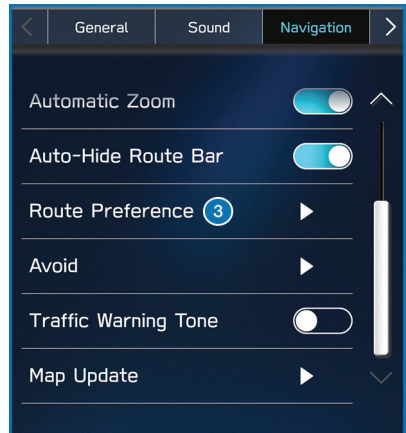 General Sound Navigation
Automatic Zoom
Auto-Hide Route Bar
Route Preference 3
Avoid
Traffic Warning Tone
Map Update